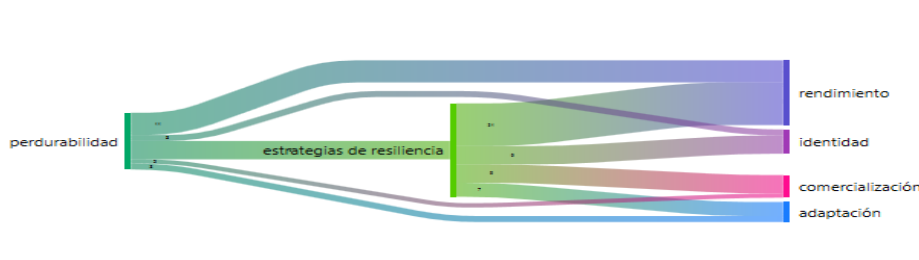 rendimiento
perdurabilidad
estrategias de resiliencia
identidad
comercialización
adaptación